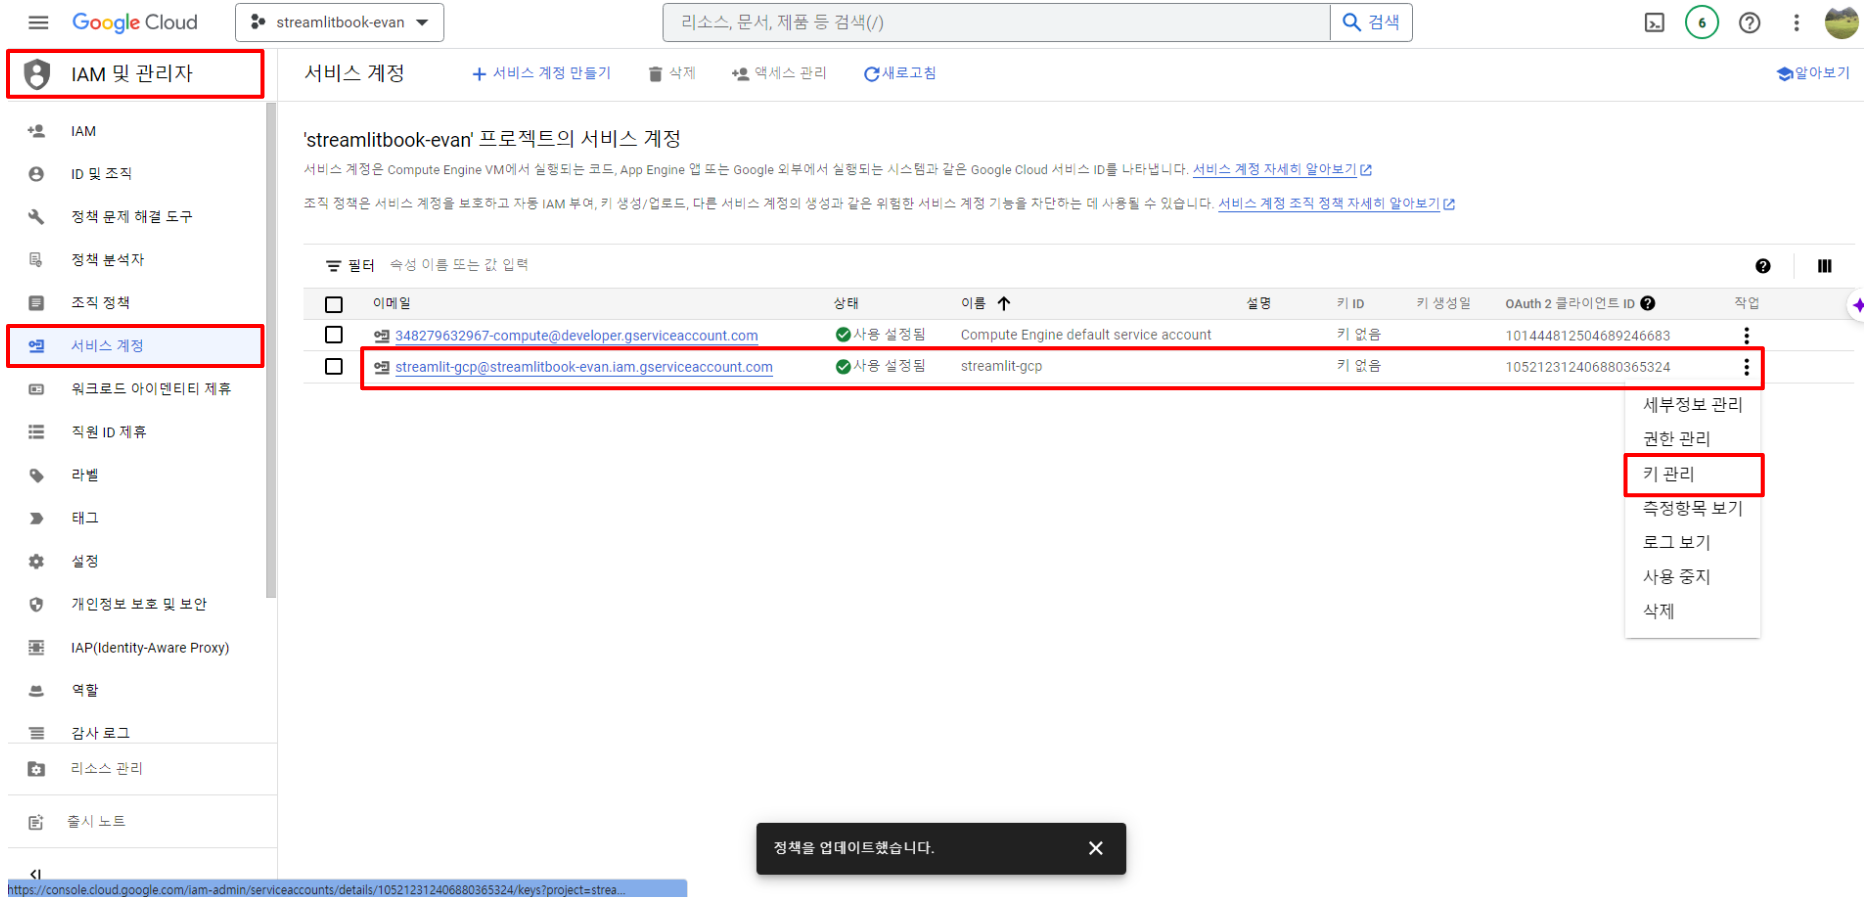 Google Cloud
streamlitbook-evan
리소스, 문서, 제품 등 검색(/)
검색
6
IAM 및 관리자
서비스 계정
서비스 계정 만들기
삭제
액세스 관리
새로고침
알아보기
IAM
ID 및 조직
정책 문제 해결 도구
정책 분석자
조직 정책
서비스 계정
워크로드 아이덴티티 제휴
직원 ID 제휴
라벨
태그
설정
개인정보 보호 및 보안
IAP(Identity-Aware Proxy)
역할
감사 로그
리소스 관리
출시 노트
'streamlitbook-evan' 프로젝트의 서비스 계정
서비스 계정은 Compute Engine VM에서 실행되는 코드, App Engine 앱 또는 Google 외부에서 실행되는 시스템과 같은 Google Cloud 서비스 ID를 나타냅니다. 서비스 계정 자세히 알아보기
조직 정책은 서비스 계정을 보호하고 자동 IAM 부여, 키 생성/업로드, 다른 서비스 계정의 생성과 같은 위험한 서비스 계정 기능을 차단하는 데 사용될 수 있습니다. 서비스 계정 조직 정책 자세히 알아보기
필터 속성 이름 또는 값 입력
이메일 상태 이름 설명 키 ID 키 생성일 OAuth 2 클라이언트 ID 작업
348279632967-compute@developer.gserviceaccount.com 사용 설정됨 Compute Engine default service account 키 없음 101444812504689246683
streamlit-gcp@streamlitbook-evan.iam.gserviceaccount.com 사용 설정됨 streamlit-gcp 키 없음 105212312406880365324
세부정보 관리
권한 관리
키 관리
측정항목 보기
로그 보기
사용 중지
삭제
정책을 업데이트했습니다.
https://console.cloud.google.com/iam-admin/serviceaccounts/details/105212312406880365324/keys?project=strea...